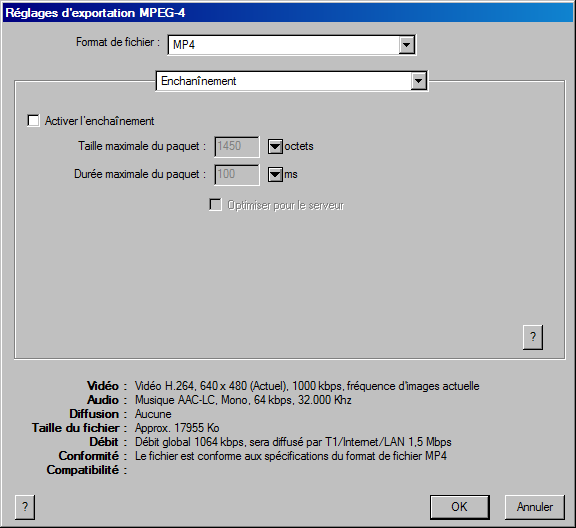 Réglages d'exportation MPEG-4
Format de fichier : MP4
Enchanînement
Activer l'enchaînement
Taille maximale du paquet : 1450 octets
Durée maximale du paquet : 100 ms
Optimiser pour le serveur
?
Vidéo : Vidéo H.264, 640 x 480 (Actuel), 1000 kbps, fréquence d'images actuelle
Audio : Musique AAC-LC, Mono, 64 kbps, 32.000 Khz
Diffusion : Aucune
Taille du fichier : Approx. 17955 Ko
Débit : Débit global 1064 kbps, sera diffusé par T1/Internet/LAN 1,5 Mbps
Conformité : Le fichier est conforme aux spécifications du format de fichier MP4
Compatibilité :
? OK Annuler